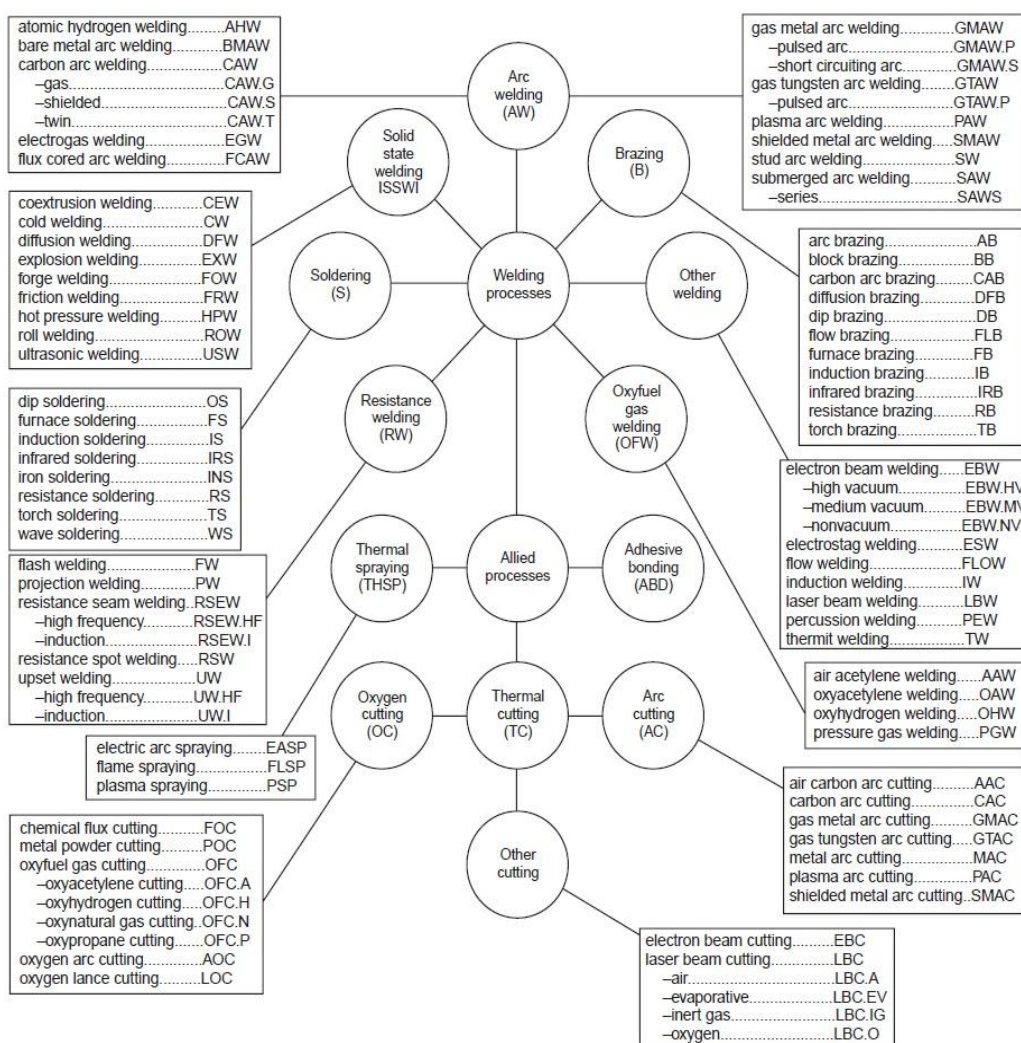 atomic hydrogen welding.........AHW
bare metal arc welding...........BMAW
carbon arc welding................CAW
–gas...................................CAW.G
–shielded............................CAW.S
–twin..................................CAW.T
electrogas welding................EGW
flux cored arc welding............FCAW
Arc
welding
(AW)
gas metal arc welding..............GMAW
–pulsed arc.........................GMAW.P
–short circuiting arc..............GMAW.S
gas tungsten arc welding........GTAW
–pulsed arc.........................GTAW.P
plasma arc welding................PAW
shielded metal arc welding.....SMAW
stud arc welding....................SW
submerged arc welding..........SAW
–series................................SAWS
Solid
state
welding
ISSWI
Brazing
(B)
coextrusion welding............CEW
cold welding.......................CW
diffusion welding................DFW
explosion welding..............EXW
forge welding.....................FOW
friction welding..................FRW
hot pressure welding.........HPW
roll welding........................ROW
ultrasonic welding..............USW
Soldering
(S)
Welding
processes
Other
welding
arc brazing.........................AB
block brazing.....................BB
carbon arc brazing.............CAB
diffusion brazing................DFB
dip brazing.........................DB
flow brazing.......................FLB
furnace brazing..................FB
induction brazing...............IB
infrared brazing..................IRB
resistance brazing..............RB
torch brazing......................TB
dip soldering.......................OS
furnace soldering................FS
induction soldering..............IS
infrared soldering................IRS
iron soldering......................INS
resistance soldering............RS
torch soldering....................TS
wave soldering...................WS
Resistance
welding
(RW)
Oxyfuel
gas
welding
(OFW)
electron beam welding........EBW
–high vacuum...................EBW.HV
–medium vacuum.............EBW.MV
–nonvacuum....................EBW.NV
electrostag welding.............ESW
flow welding........................FLOW
induction welding................IW
laser beam welding.............LBW
percussion welding.............PEW
thermit welding...................TW
flash welding......................FW
projection welding..............PW
resistance seam welding..RSEW
–high frequency..............RSEW.HF
–induction.......................RSEW.I
resistance spot welding.....RSW
upset welding....................UW
–high frequency..............UW.HF
–induction.......................UW.I
Thermal
spraying
(THSP)
Allied
processes
Adhesive
bonding
(ABD)
air acetylene welding.....AAW
oxyacetylene welding....OAW
oxyhydrogen welding.....OHW
pressure gas welding.....PGW
electric arc spraying........EASP
flame spraying................FLSP
plasma spraying..............PSP
Oxygen
cutting
(OC)
Thermal
cutting
(TC)
Arc
cutting
(AC)
air carbon arc cutting........AAC
carbon arc cutting.............CAC
gas metal arc cutting........GMAC
gas tungsten arc cutting...GTAC
metal arc cutting...............MAC
plasma arc cutting............PAC
shielded metal arc cutting..SMAC
chemical flux cutting...........FOC
metal powder cutting..........POC
oxyfuel gas cutting.............OFC
–oxyacetylene cutting.....OFC.A
–oxyhydrogen cutting.....OFC.H
–oxynatural gas cutting..OFC.N
–oxypropane cutting.......OFC.P
oxygen arc cutting..............AOC
oxygen lance cutting..........LOC
Other
cutting
electron beam cutting........EBC
laser beam cutting..............LBC
–air....................................LBC.A
–evaporative......................LBC.EV
–inert gas..........................LBC.IG
–oxygen............................LBC.O